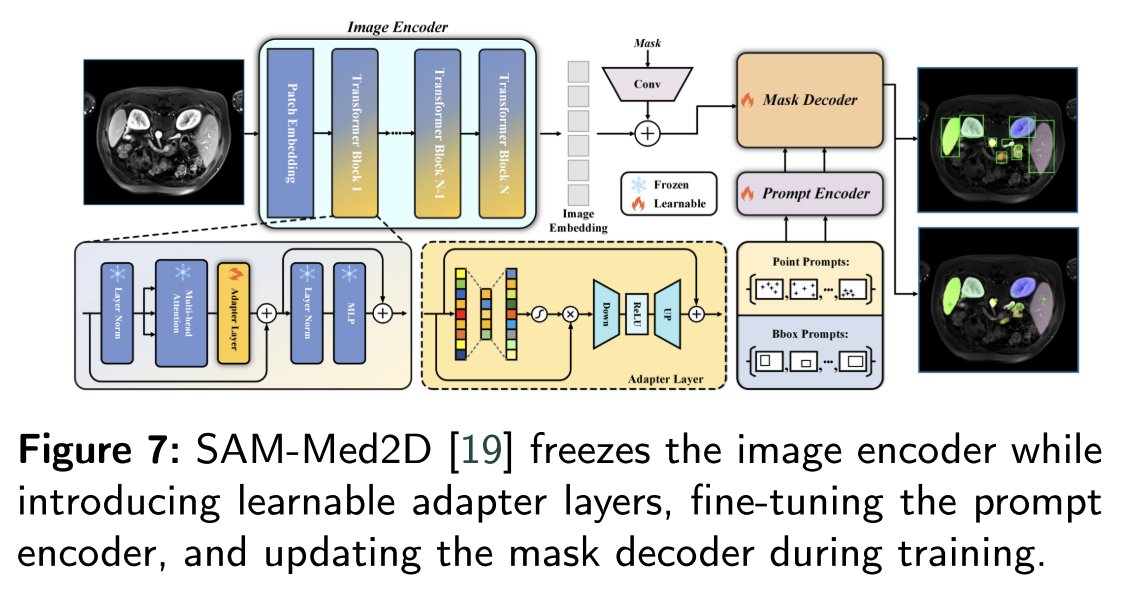 Image Encoder
Patch Embedding
Transformer Block 1
Transformer Block N-1
Transformer Block N
Image
Embedding
Mask
Conv
Frozen
Learnable
Mask Decoder
Prompt Encoder
Point Prompts:
Bbox Prompts:
Layer Norm
Multi-head
Attention
Adapter Layer
Layer Norm
MLP
Down
ReLU
UP
Adapter Layer
Figure 7: SAM-Med2D [19] freezes the image encoder while
introducing learnable adapter layers, fine-tuning the prompt
encoder, and updating the mask decoder during training.